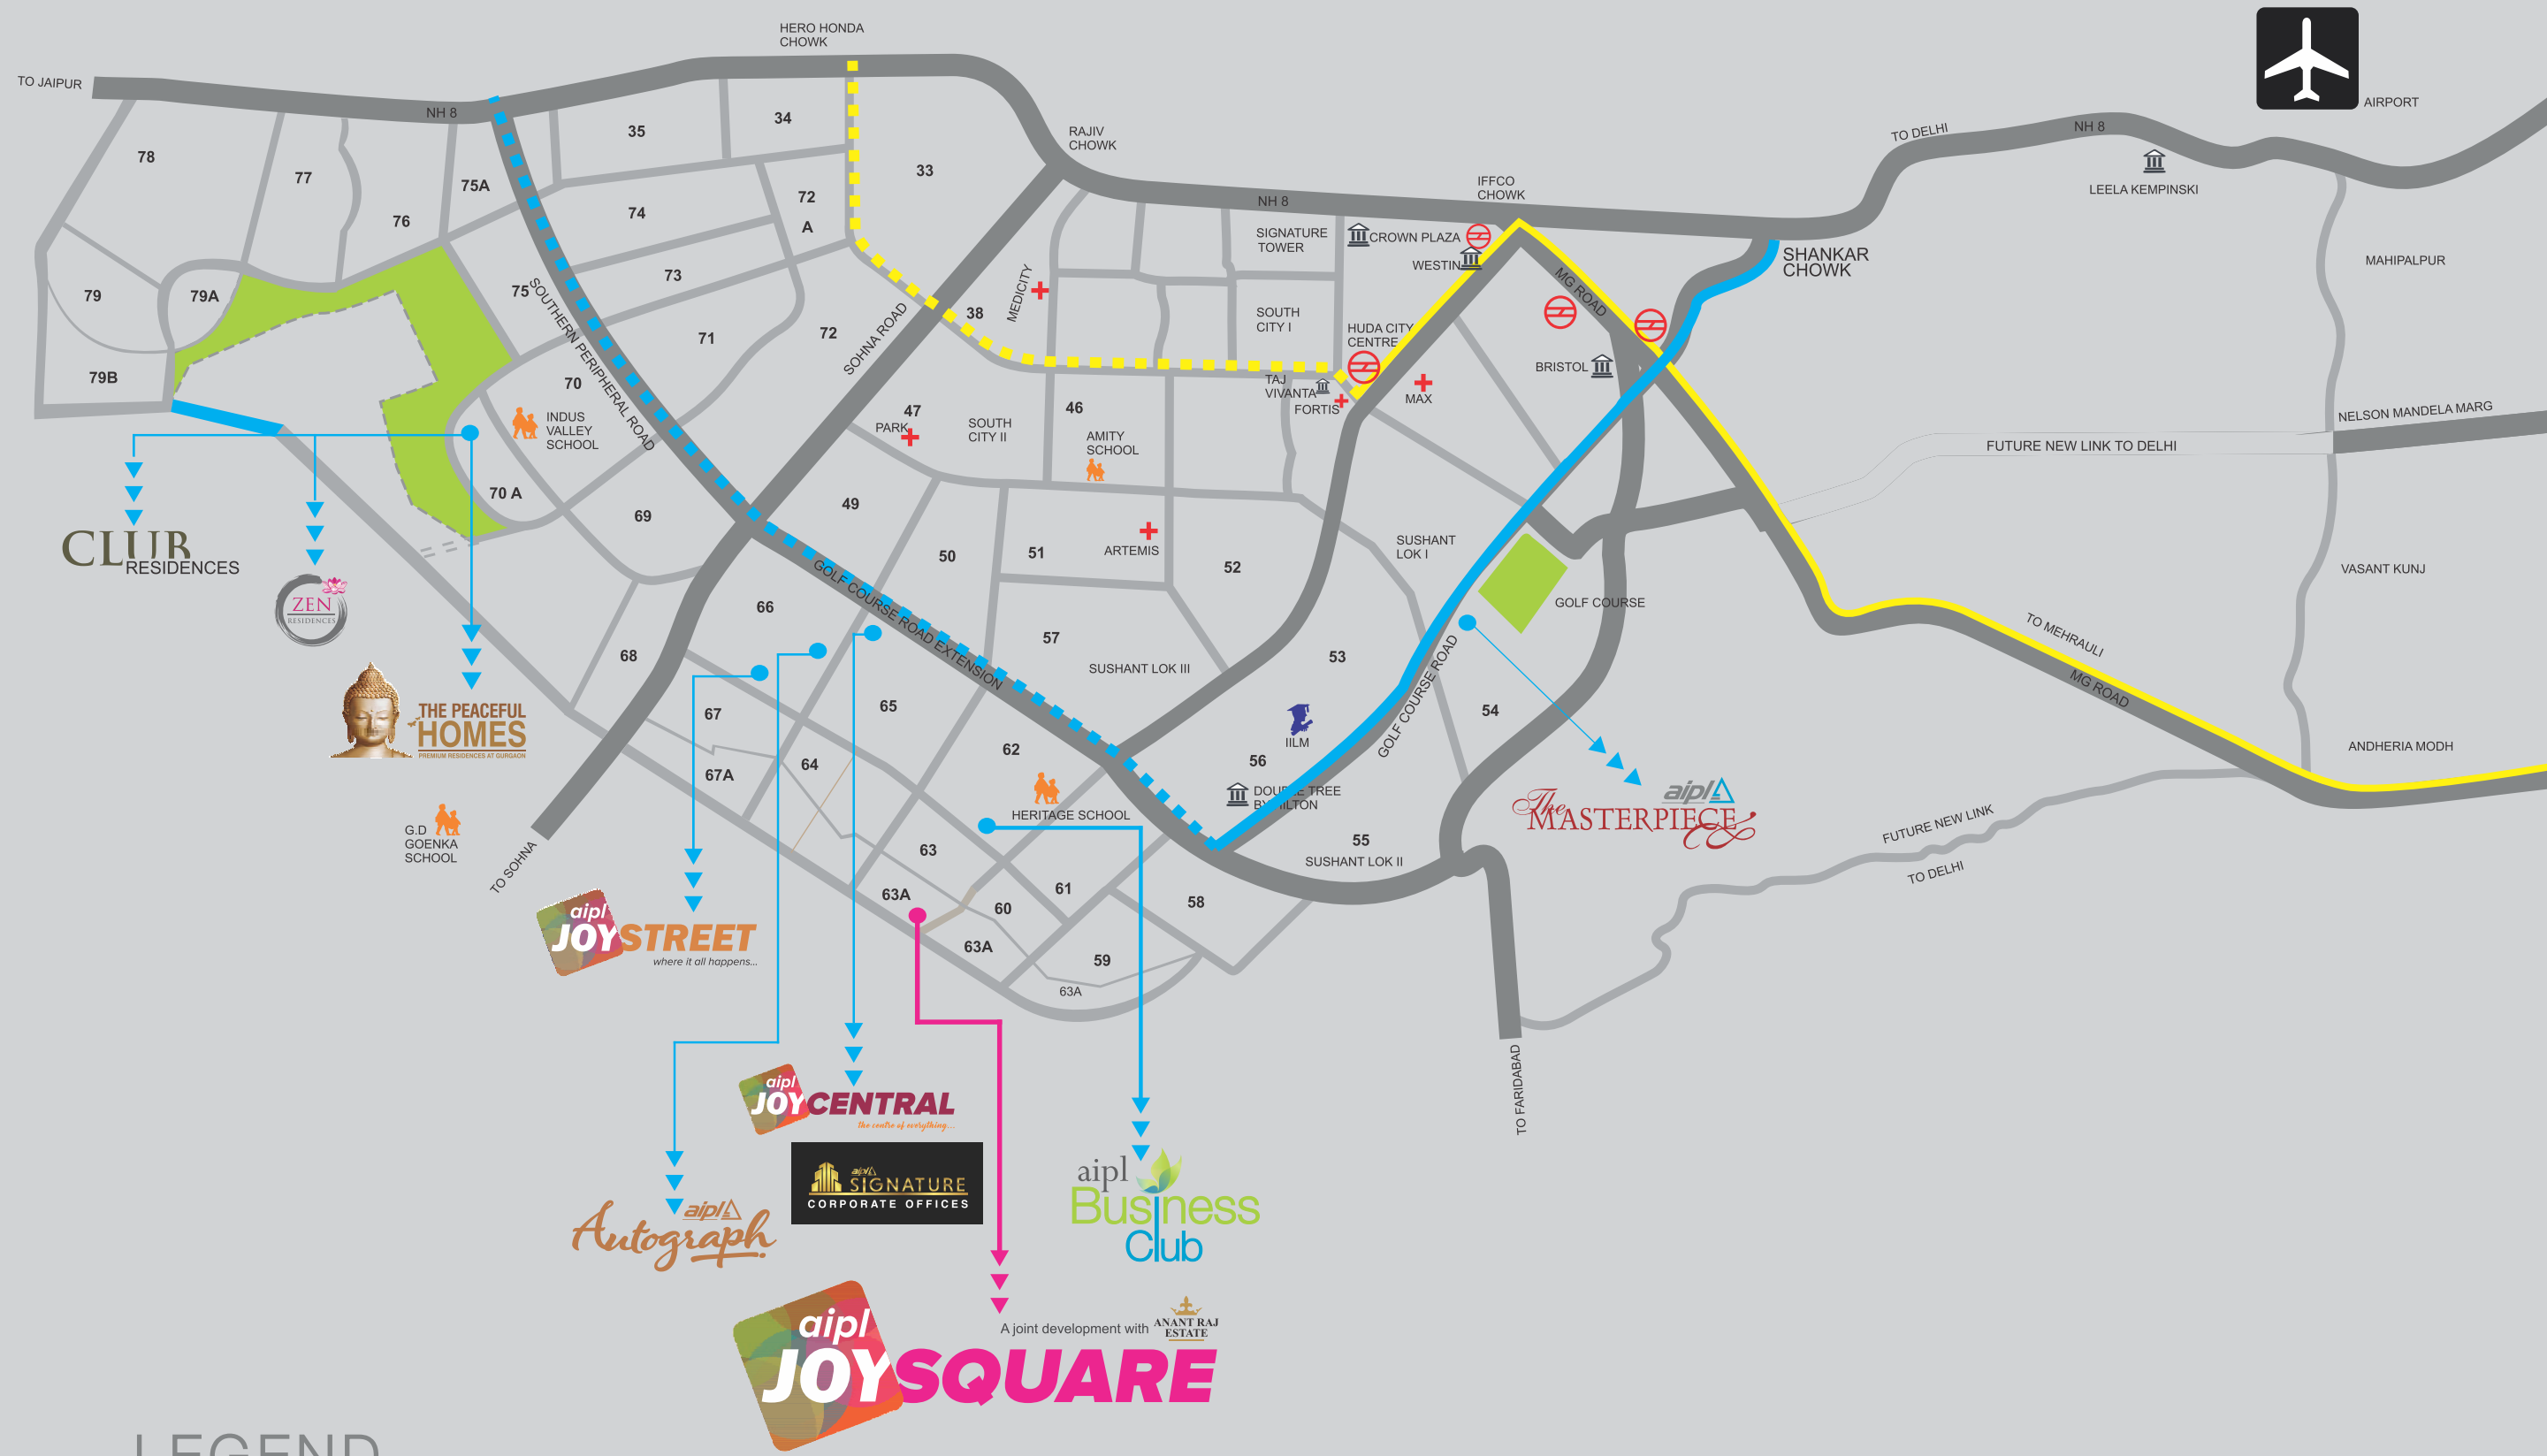 HERO HONDA
CHOWK
TO JAIPUR
NH 8
AIRPORT
TO DELHI
NH 8
LEELA KEMPINSKI
RAJIV
CHOWK
IFFCO
CHOWK
NH 8
35
34
33
78
77
76
75A
74
72
A
73
75
71
72
38
79
79A
79B
SOUTHERN PERIPHERAL ROAD
SOHNA ROAD
MEDICITY
SIGNATURE
TOWER
CROWN PLAZA
WESTIN
MG ROAD
SHANKAR
CHOWK
MAHIPALPUR
SOUTH
CITY I
HUDA CITY
CENTRE
BRISTOL
TAJ
VIVANTA
FORTIS
MAX
70
INDUS
VALLEY
SCHOOL
47
PARK
SOUTH
CITY II
46
AMITY
SCHOOL
NELSON MANDELA MARG
FUTURE NEW LINK TO DELHI
70 A
69
49
50
51
ARTEMIS
52
SUSHANT
LOK I
GOLF COURSE
VASANT KUNJ
CLUB
RESIDENCES
ZEN
RESIDENCES
66
GOLF COURSE ROAD EXTENSION
57
SUSHANT LOK III
53
GOLF COURSE ROAD
54
TO MEHRAULI
MG ROAD
ANDHERIA MODH
68
67
67A
65
64
62
IILM
56
DOUBLE TREE
BY HILTON
THE PEACEFUL
HOMES
PREMIUM RESIDENCES AT GURGAON
G.D
GOENKA
SCHOOL
TO SOHNA
HERITAGE SCHOOL
55
SUSHANT LOK II
63
63A
60
61
58
63A
59
63A
aipl
The
MASTERPIECE
FUTURE NEW LINK
TO DELHI
aipl
JOYSTREET
where it all happens...
TO FARIDABAD
aipl
JOYCENTRAL
the centre of everything...
aipl
SIGNATURE
CORPORATE OFFICES
aipl
Autograph
aipl
Business
Club
A joint development with
ANANT RAJ
ESTATE
aipl
JOYSQUARE
LEGEND